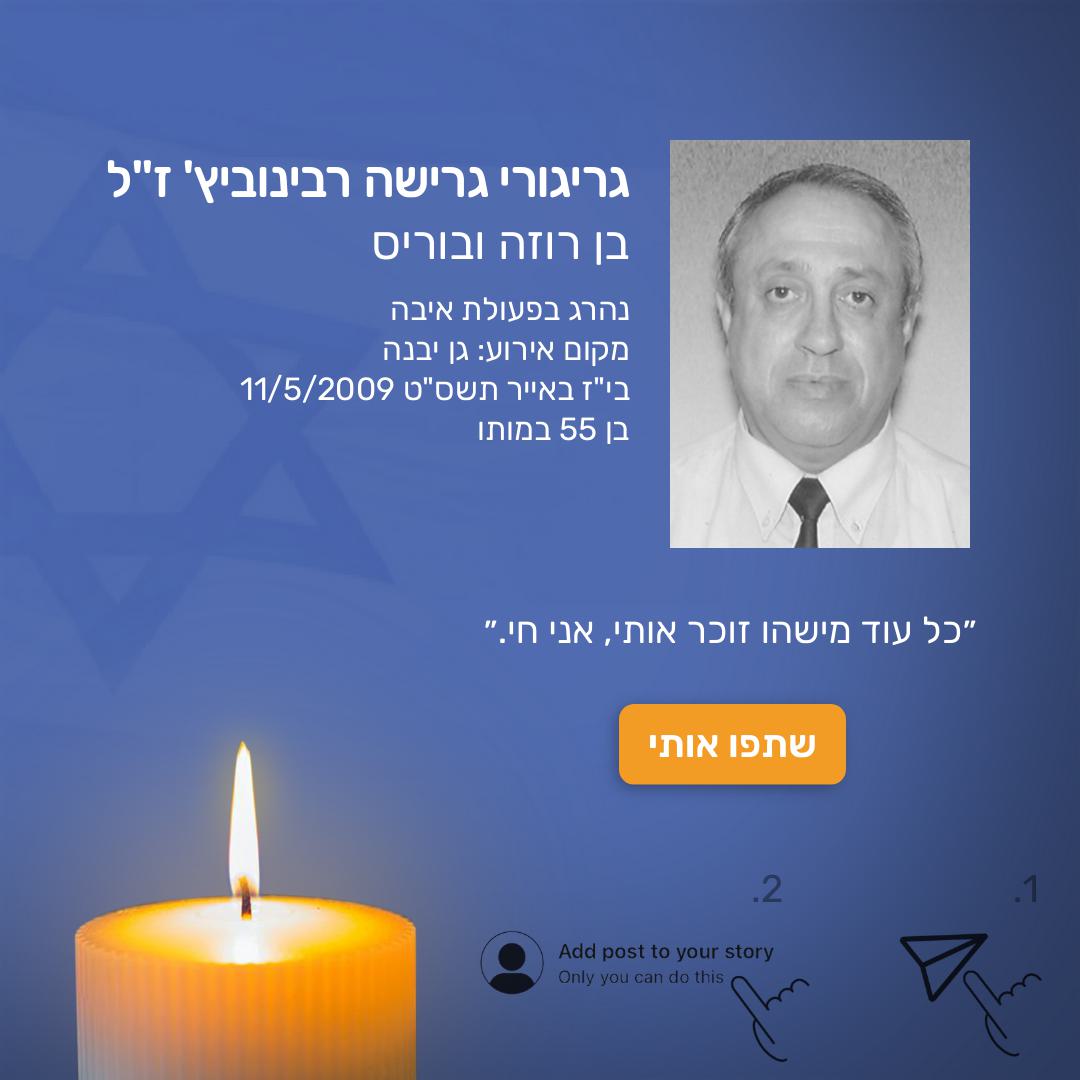 גריגורי גרישה רבינוביץ' ז"ל
בן רוזה ובוריס
נהרג בפעולת איבה
מקום אירוע: גן יבנה
בי"ז באייר תשס"ט 11/5/2009
בן 55 במותו
״כל עוד מישהו זוכר אותי, אני חי.״
שתפו אותי
1.
2.
Add post to your story
Only you can do this